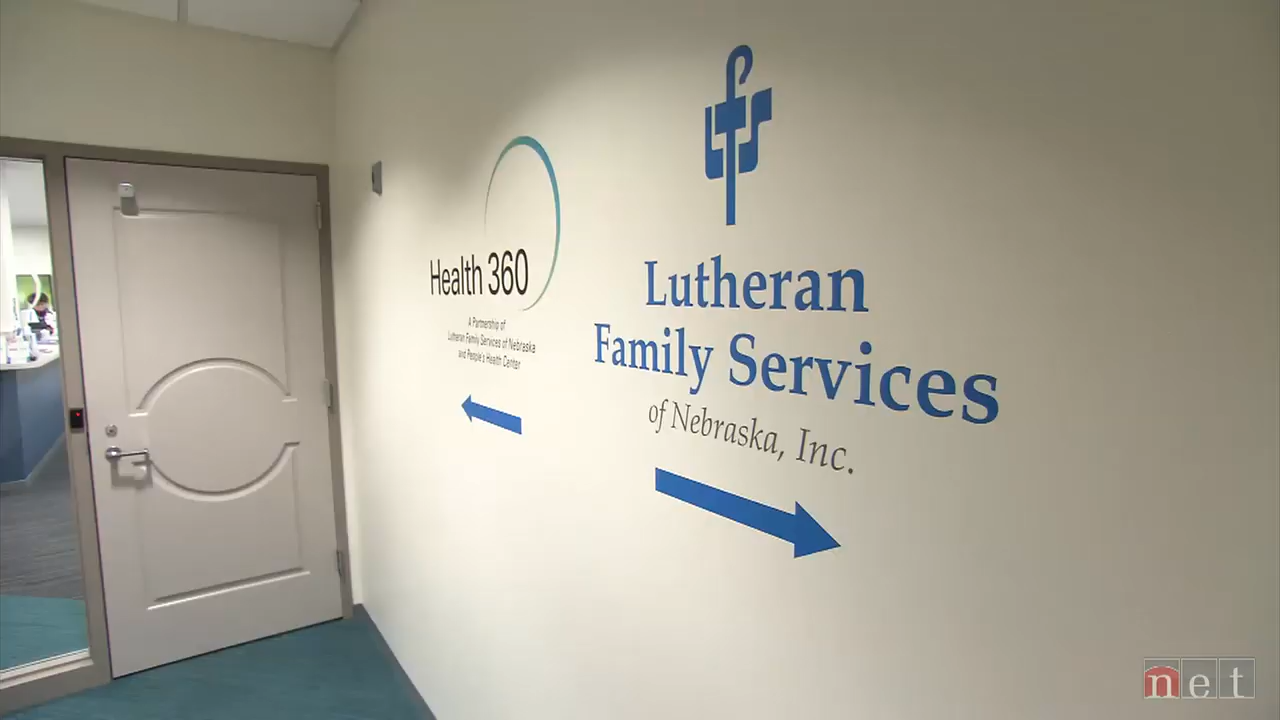 Health 360
A Partnership of
Lutheran Family Services of Nebraska
and People's Health Center
LFS
Lutheran
Family Services
of Nebraska, Inc.
net